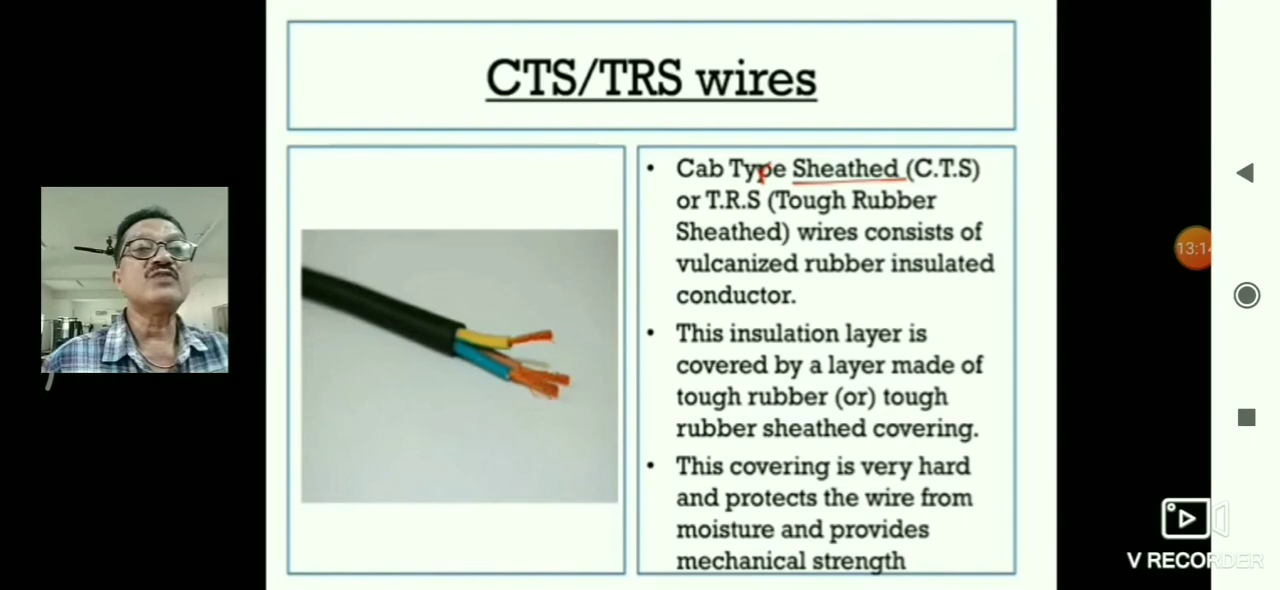 CTS/TRS wires
• Cab Type Sheathed (C.T.S)
or T.R.S (Tough Rubber
Sheathed) wires consists of
vulcanized rubber insulated
conductor.
• This insulation layer is
covered by a layer made of
tough rubber (or) tough
rubber sheathed covering.
• This covering is very hard
and protects the wire from
moisture and provides
mechanical strength
13:14
V RECORDER